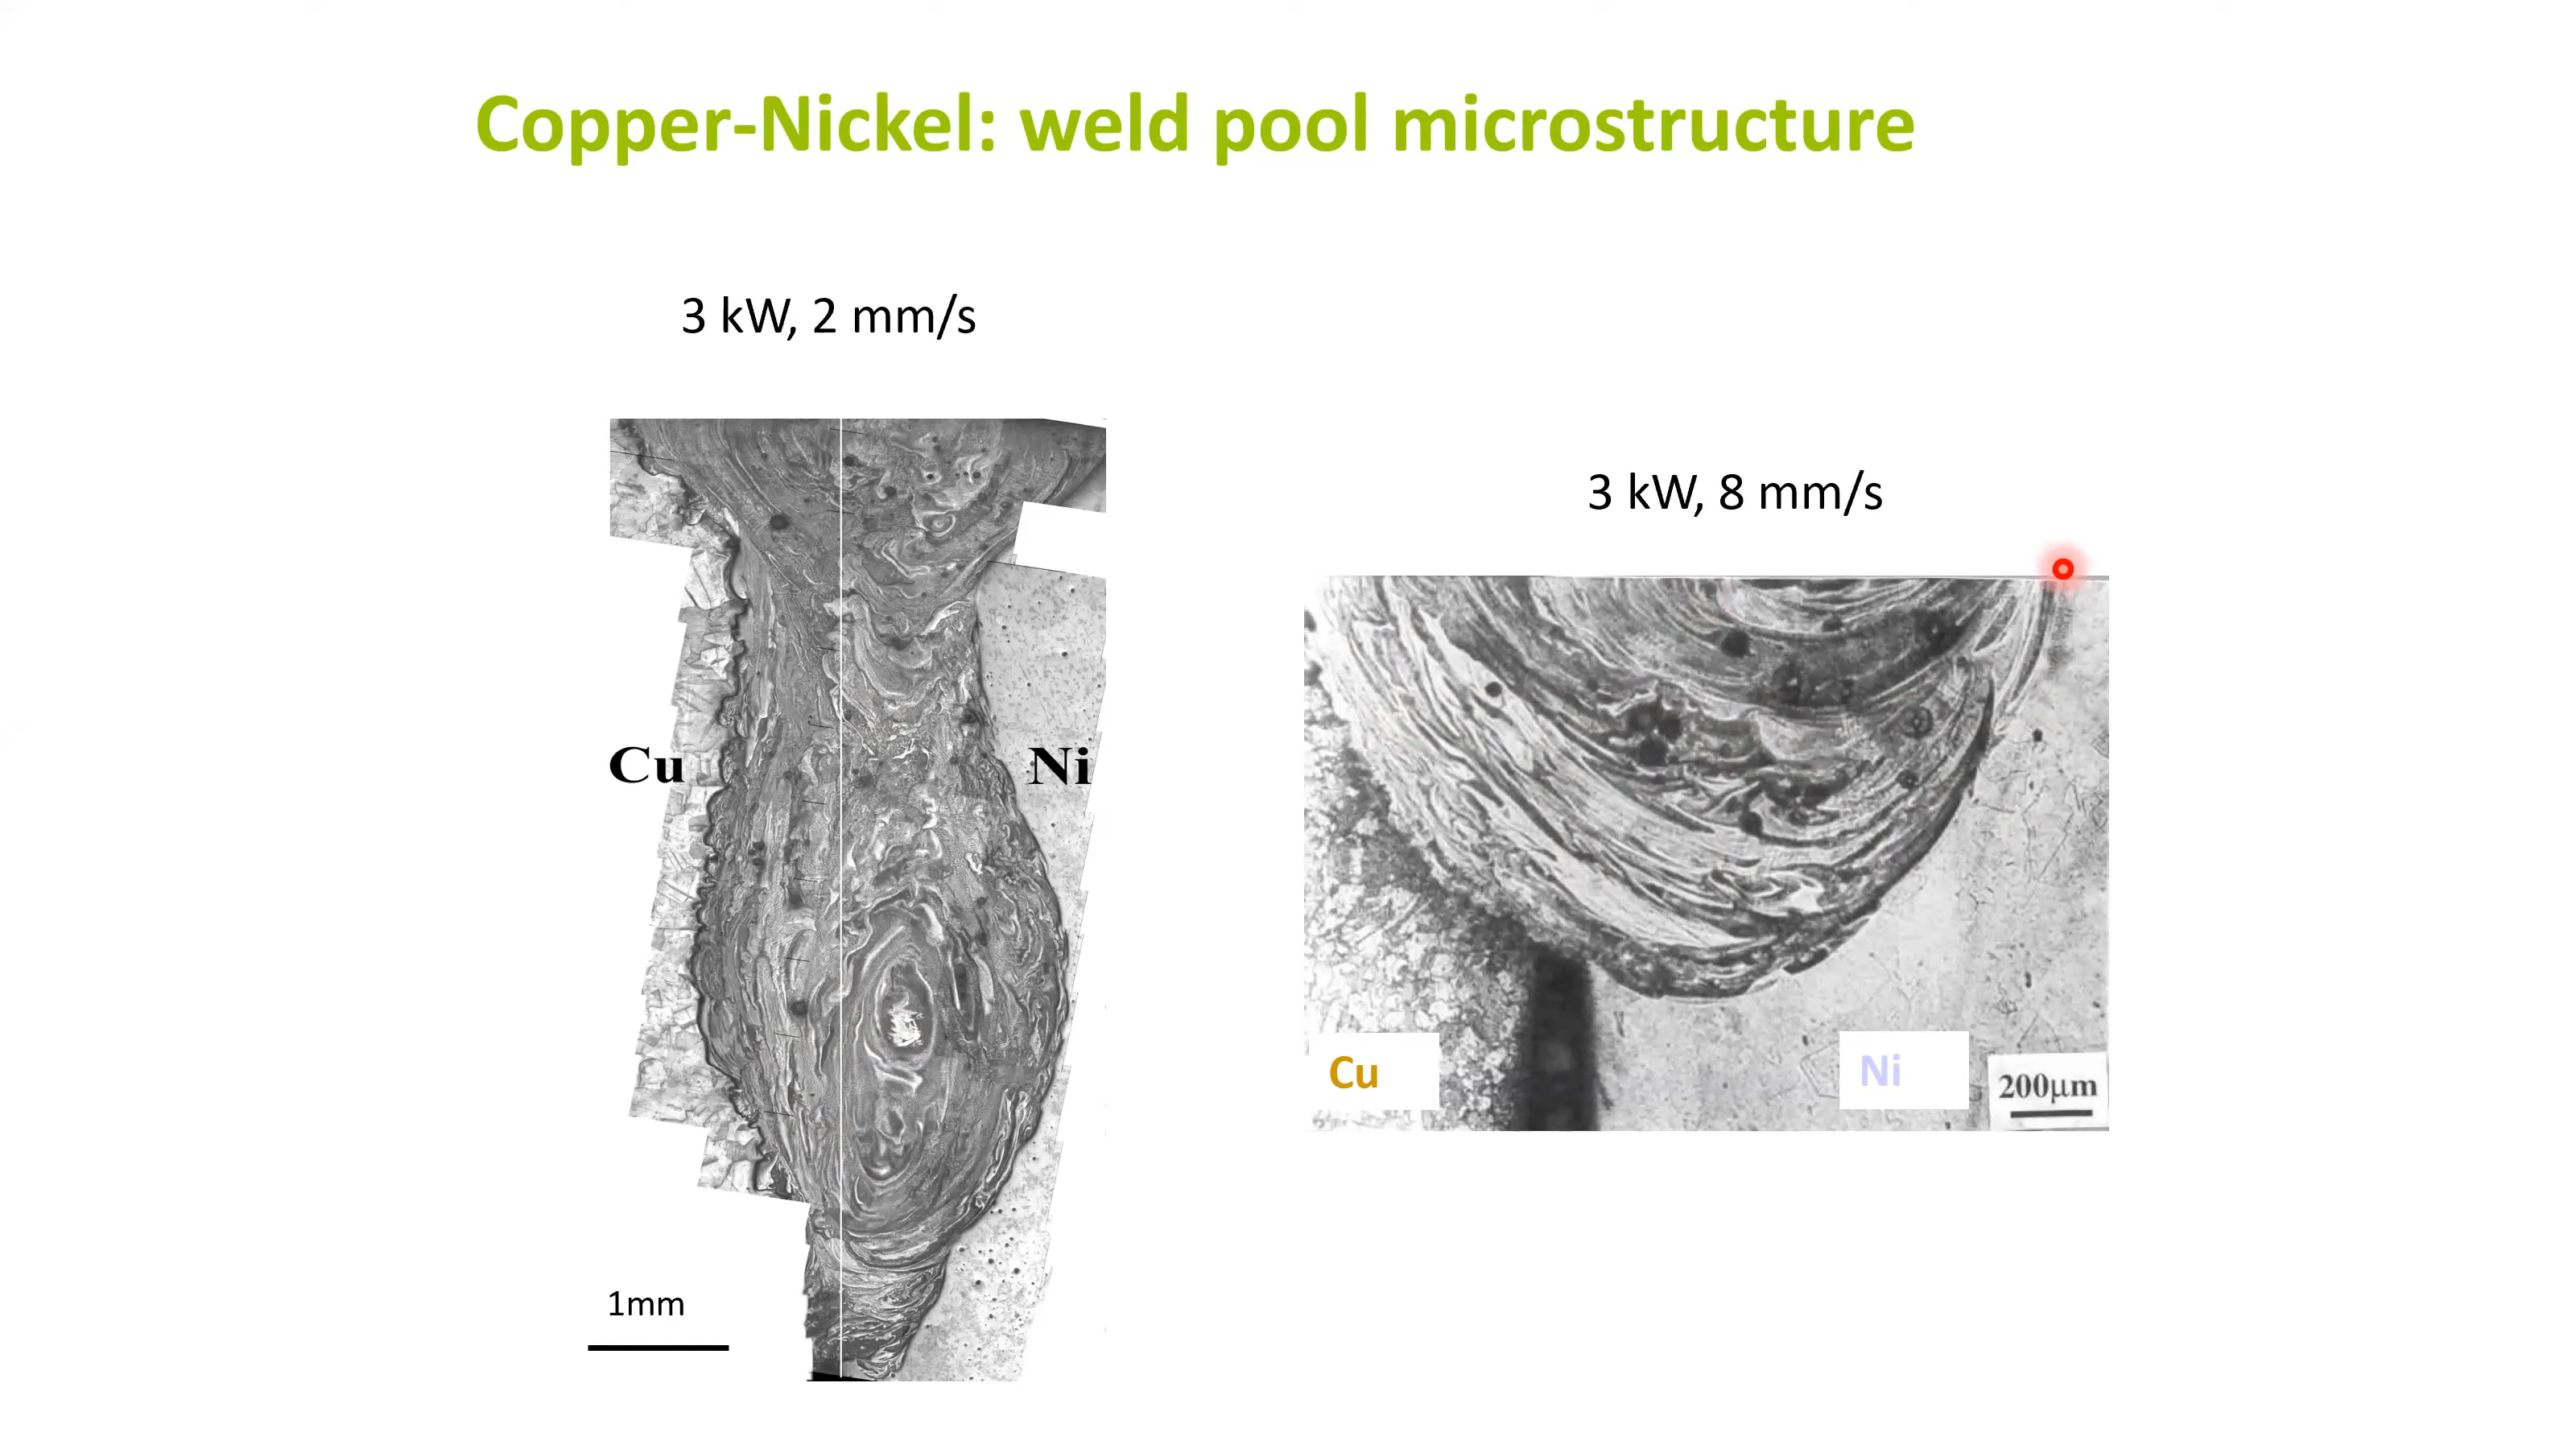 Copper-Nickel: weld pool microstructure
3 kW, 2 mm/s
Cu
Ni
1mm
3 kW, 8 mm/s
Cu
Ni
200μm